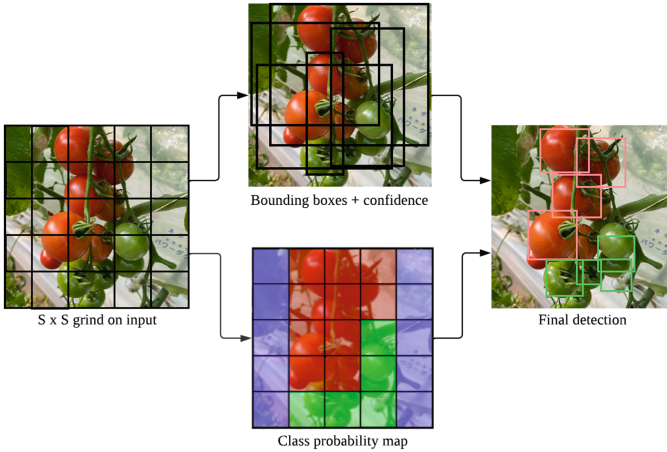 Bounding boxes + confidence
S x S grind on input
Final detection
Class probability map